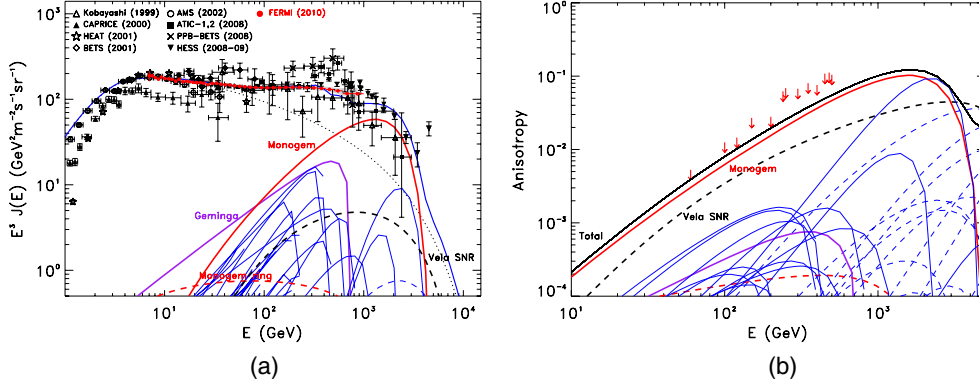 Kobayashi (1999) AMS (2002) FERMI (2010)
CAPRICE (2000) ATIC-1,2 (2008)
HEAT (2001) PPB-BETS (2008)
BETS (2001) HESS (2008-09)
E³ J(E) (GeV²m⁻²s⁻¹sr⁻¹)
10³
10²
10¹
10⁰
Monogem
Geminga
Vela SNR
10⁰ 10¹ 10² 10³ 10⁴
E (GeV)
(a)
Anisotropy
10⁰
10⁻¹
10⁻²
10⁻³
10⁻⁴
Monogem
Vela SNR
Total
10¹ 10² 10³
E (GeV)
(b)